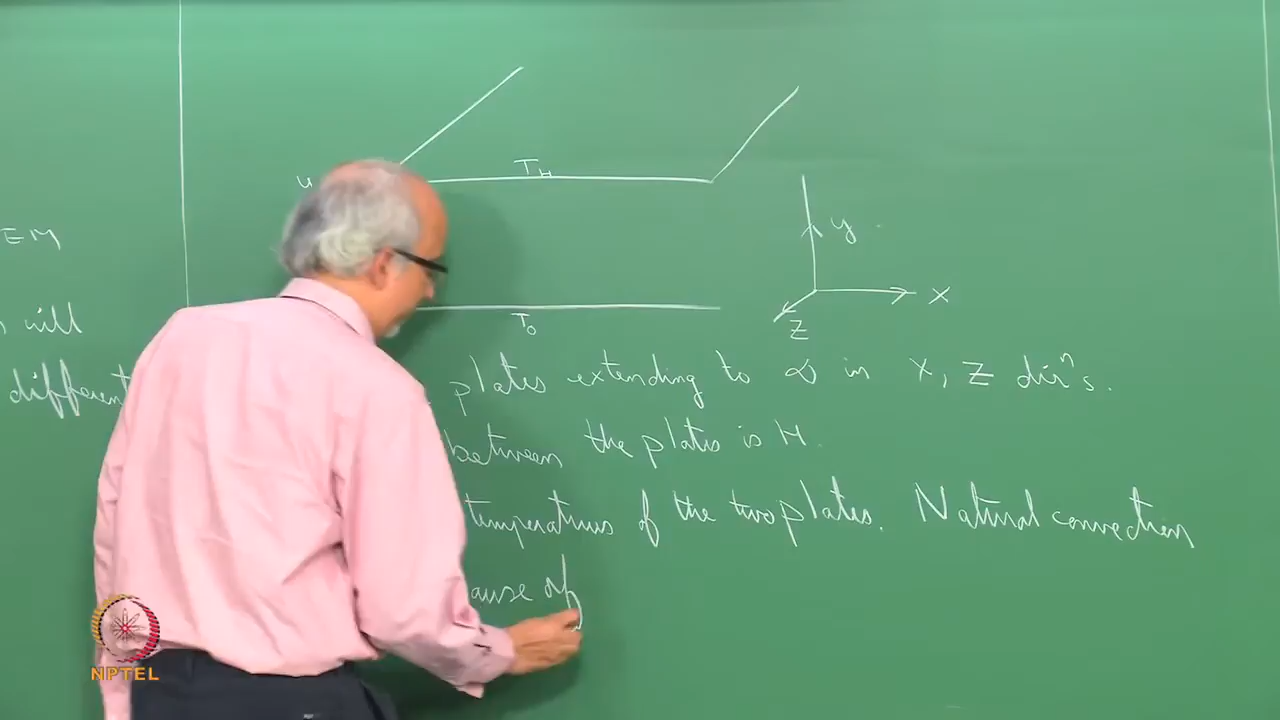 T_H
u
y
EM
x
z
T_0
will
plates extending to ∞ in x, z dirⁿs.
different
between the plates is H.
temperatures of the two plates. Natural convection
ause of
NPTEL